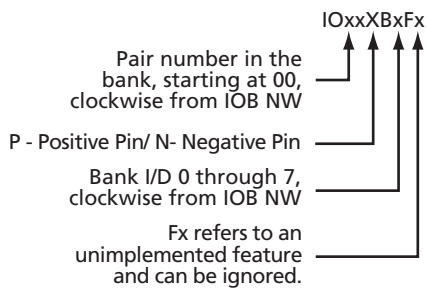 IOxxXBxFx
Pair number in the
bank, starting at 00,
clockwise from IOB NW
P - Positive Pin/ N- Negative Pin
Bank I/D 0 through 7,
clockwise from IOB NW
Fx refers to an
unimplemented feature
and can be ignored.